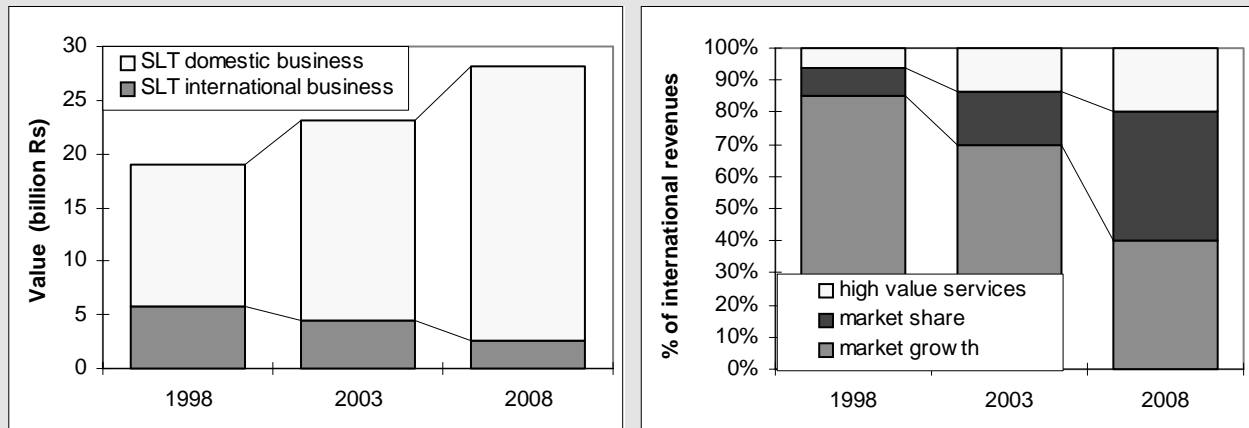 30
25
20
15
10
5
0
Value (billion Rs)
SLT domestic business
SLT international business
1998 2003 2008
100%
90%
80%
70%
60%
50%
40%
30%
20%
10%
0%
% of international revenues
high value services
market share
market growth
1998 2003 2008